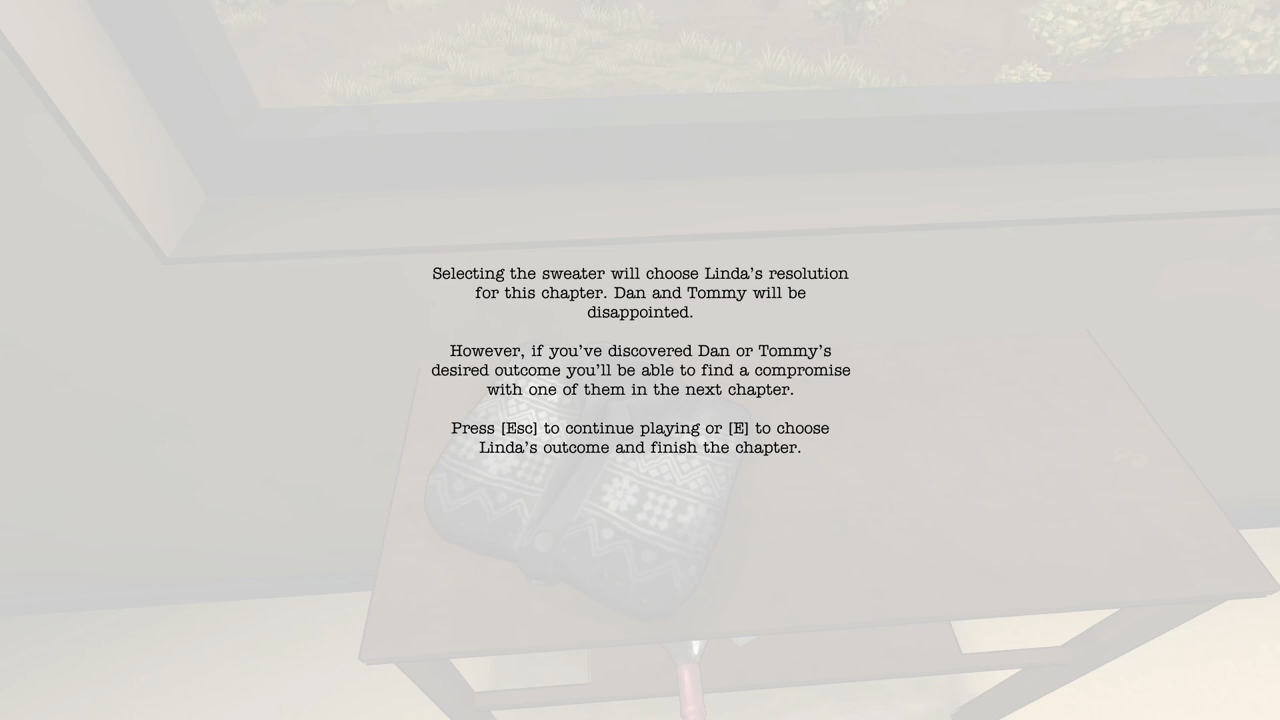 Selecting the sweater will choose Linda's resolution
for this chapter. Dan and Tommy will be
disappointed.
However, if you've discovered Dan or Tommy's
desired outcome you'll be able to find a compromise
with one of them in the next chapter.
Press [Esc] to continue playing or [E] to choose
Linda's outcome and finish the chapter.